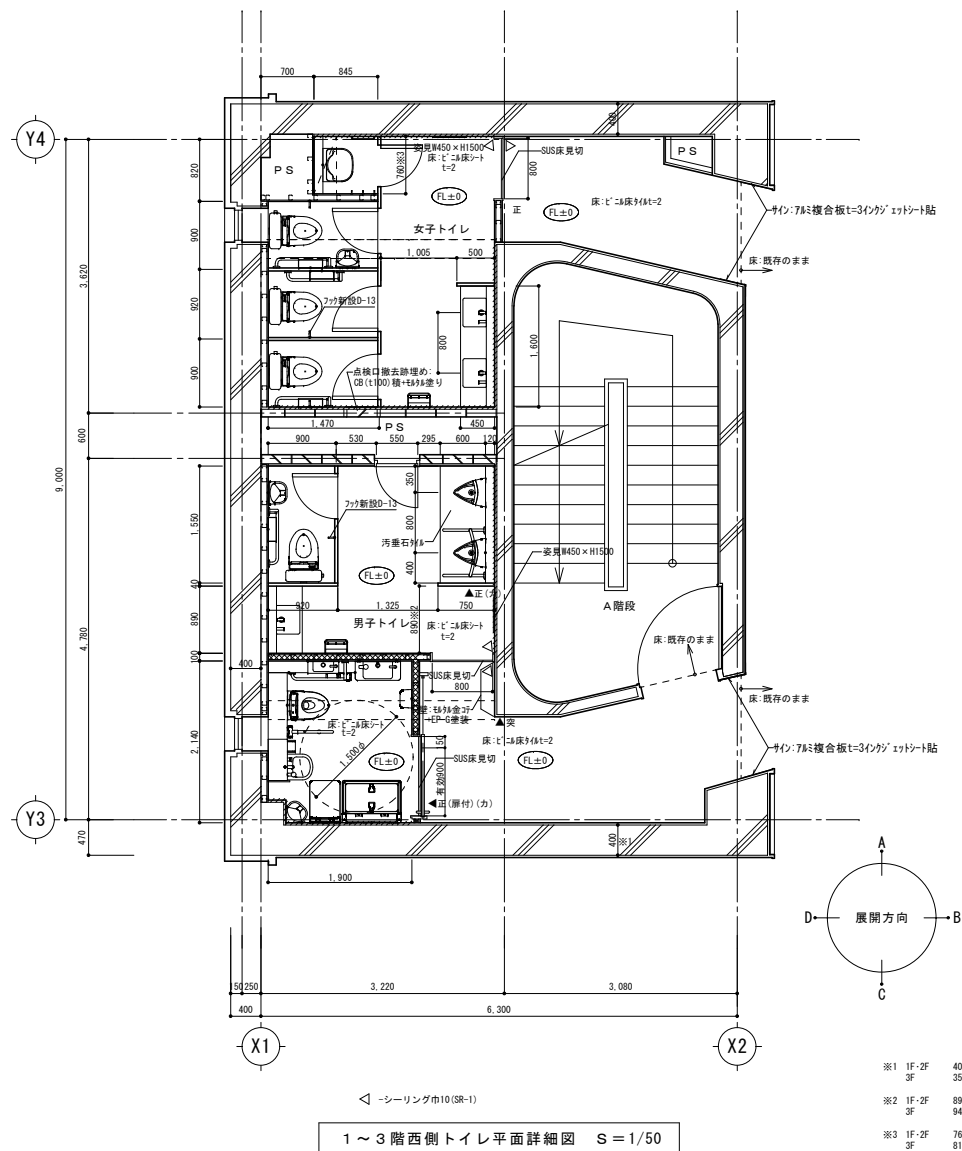 700
845
Y4
400
PS
姿見W450×H1500
床:ビニル床シート
t=2
760※3
SUS床見切
800
PS
820
FL±0
正
床:ビニル床タイルt=2
FL±0
サイン:アルミ複合板t=3インクジェットシート貼
女子トイレ
900
1,005
500
床:既存のまま
3,620
920
フック新設D-13
800
1,600
900
点検口撤去跡埋め:
CB(t100)積+モルタル塗り
1,470
PS
450
600
900
530
550
295
600
120
9,000
350
フック新設D-13
800
1,550
汚垂石タイル
姿見W450×H1500
400
FL±0
40
▲正(カ)
A階段
920
1,325
750
890
890※2
男子トイレ
床:ビニル床シート
t=2
床:既存のまま
4,780
100
400
SUS床見切
800
床:既存のまま
壁:モルタル金コテ
+EP-G塗装
▲突
床:ビニル床シート
t=2
150
床:ビニル床タイルt=2
2,140
1,500φ
FL±0
SUS床見切
FL±0
サイン:アルミ複合板t=3インクジェットシート貼
有効900
◀正(扉付)(カ)
Y3
470
400
※1
1,900
A
D
展開方向
B
C
150
250
3,220
3,080
400
6,300
X1
X2
※1 1F・2F 40
3F 35
-シーリング巾10(SR-1)
※2 1F・2F 89
3F 94
※3 1F・2F 76
3F 81
1～3階西側トイレ平面詳細図 S=1/50